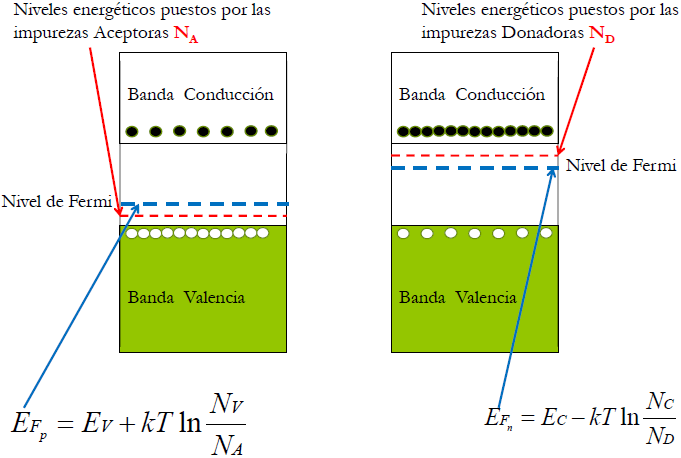 Niveles energéticos puestos por las
impurezas Aceptoras N_A
Banda Conducción
Nivel de Fermi
Banda Valencia
E_{F_p} = E_V + kT ln N_V/N_A
Niveles energéticos puestos por las
impurezas Donadoras N_D
Banda Conducción
Nivel de Fermi
Banda Valencia
E_{F_n} = E_C - kT ln N_C/N_D